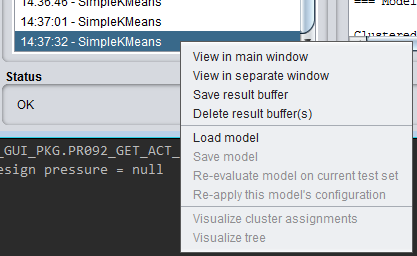 14:36:46 - SimpleKMeans
14:37:01 - SimpleKMeans
14:37:32 - SimpleKMeans
=== Model
Clustered
Status
OK
View in main window
View in separate window
Save result buffer
Delete result buffer(s)
Load model
Save model
Re-evaluate model on current test set
Re-apply this model's configuration
Visualize cluster assignments
Visualize tree
_GUI_PKG.PR092_GET_ACT_
esign pressure = null